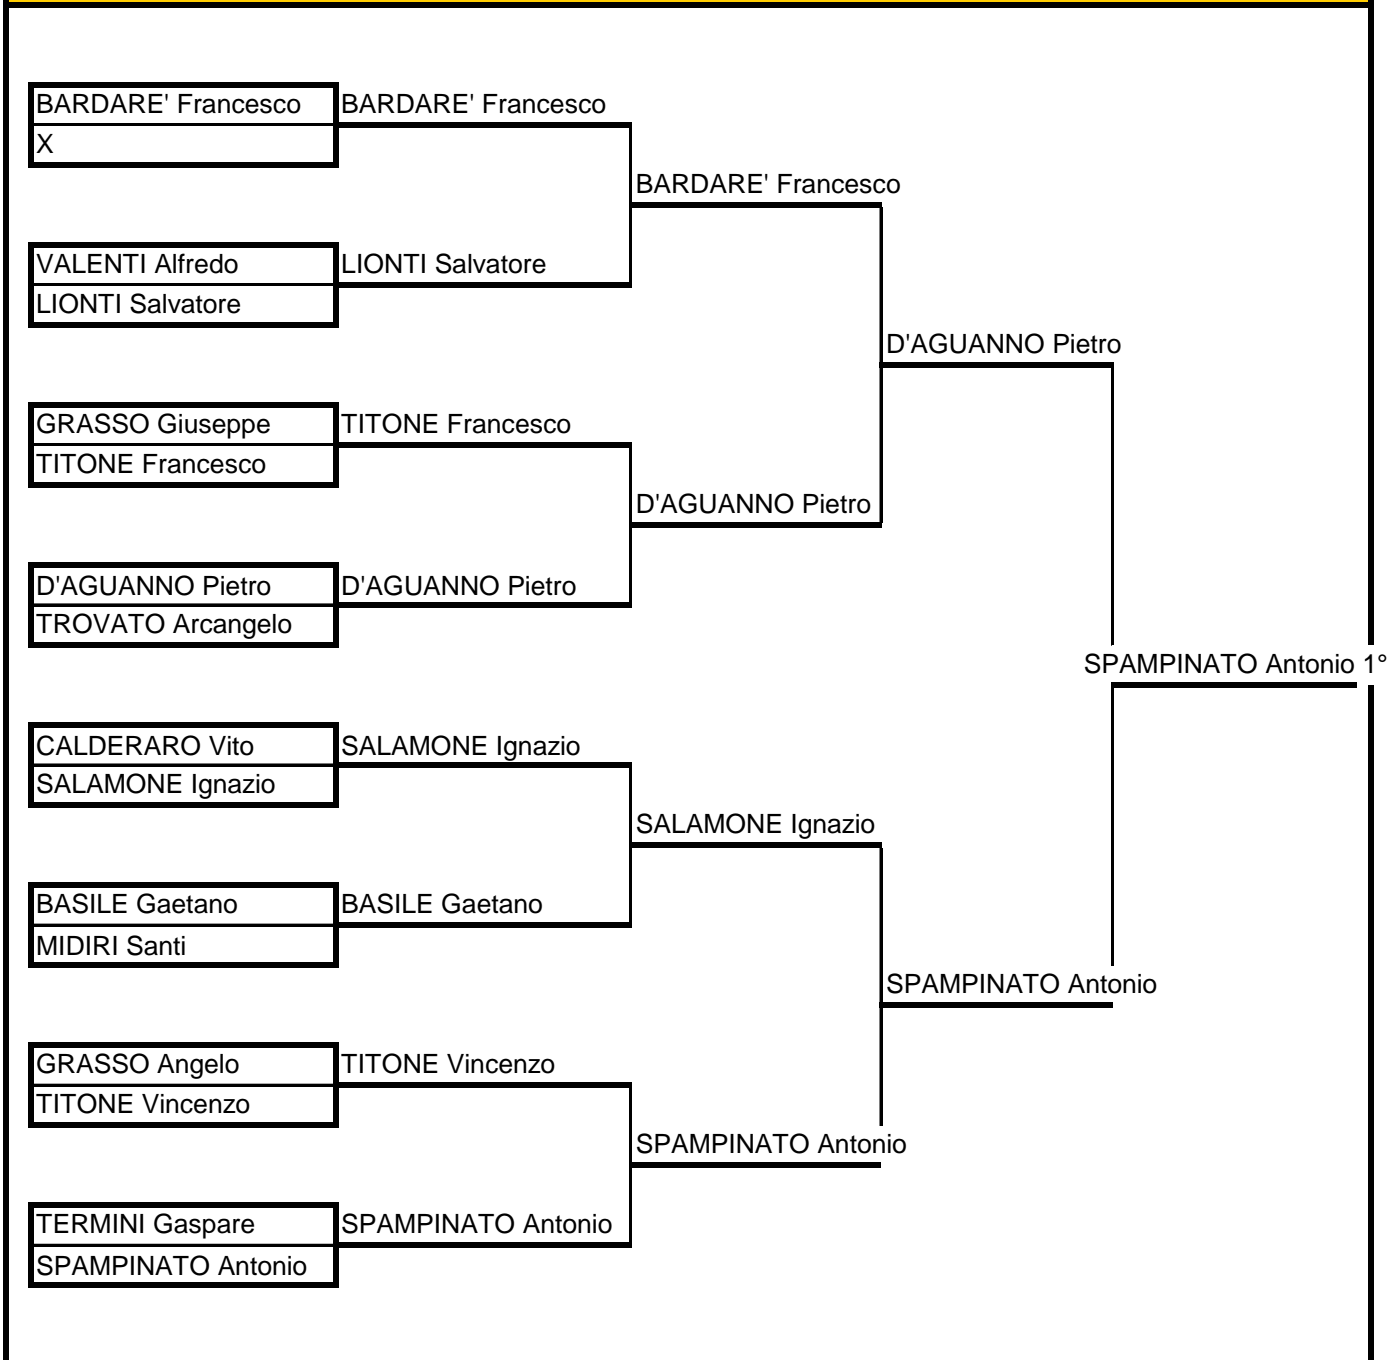 BARDARE' Francesco BARDARE' Francesco
X
BARDARE' Francesco
VALENTI Alfredo LIONTI Salvatore
LIONTI Salvatore
D'AGUANNO Pietro
GRASSO Giuseppe TITONE Francesco
TITONE Francesco
D'AGUANNO Pietro
D'AGUANNO Pietro D'AGUANNO Pietro
TROVATO Arcangelo
SPAMPINATO Antonio 1°
CALDERARO Vito SALAMONE Ignazio
SALAMONE Ignazio
SALAMONE Ignazio
BASILE Gaetano BASILE Gaetano
MIDIRI Santi
SPAMPINATO Antonio
GRASSO Angelo TITONE Vincenzo
TITONE Vincenzo
SPAMPINATO Antonio
TERMINI Gaspare SPAMPINATO Antonio
SPAMPINATO Antonio